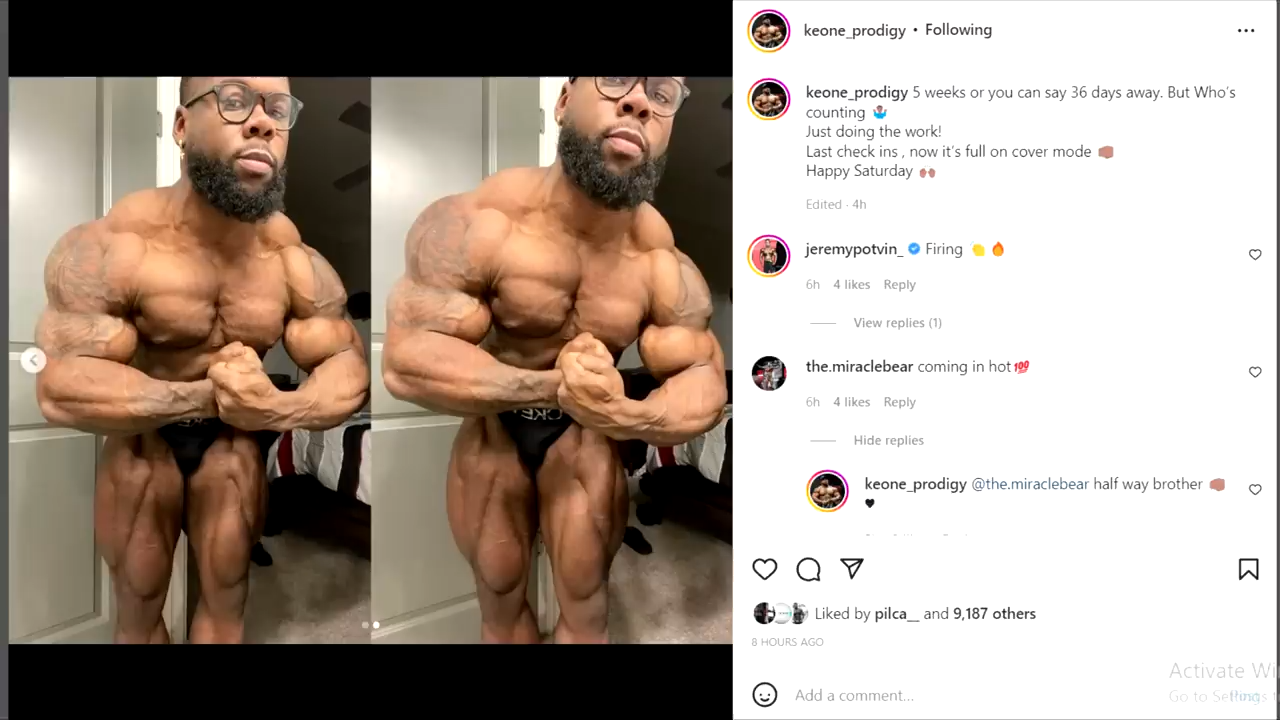 keone_prodigy • Following
keone_prodigy 5 weeks or you can say 36 days away. But Who's
counting 🤷🏽‍♂️
Just doing the work!
Last check ins , now it's full on cover mode 👊🏽
Happy Saturday 🙌🏽
Edited · 4h
jeremypotvin_ Firing 👏 🔥
6h 4 likes Reply
View replies (1)
the.miraclebear coming in hot💯
6h 4 likes Reply
Hide replies
keone_prodigy @the.miraclebear half way brother 👊🏽
🖤
Liked by pilca__ and 9,187 others
8 HOURS AGO
Add a comment...
Activate Wi
Go to Settings t
Post